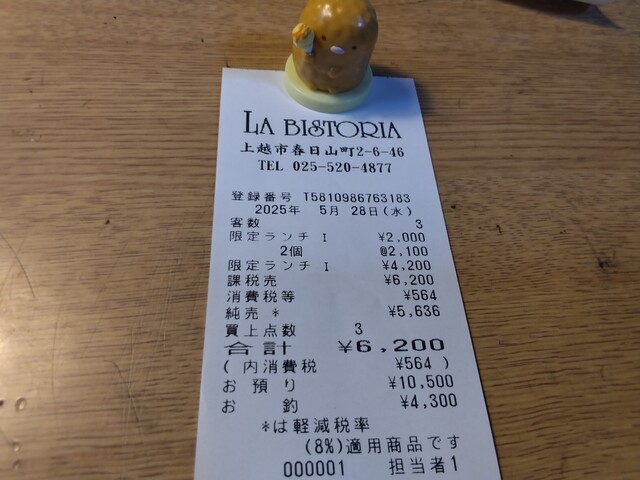 LA BISTORIA
上越市春日山町2-6-46
TEL 025-520-4877
登録番号 T5810986763183
2025年 5月 28日(水)
客数 3
限定ランチ I ¥2,000
2個 @2,100
限定ランチ I ¥4,200
課税売 ¥6,200
消費税等 ¥564
純売 * ¥5,636
買上点数 3
合計 ¥6,200
( 内消費税 ¥564 )
お預り ¥10,500
お釣 ¥4,300
*は軽減税率
(8%)適用商品です
000001 担当者1